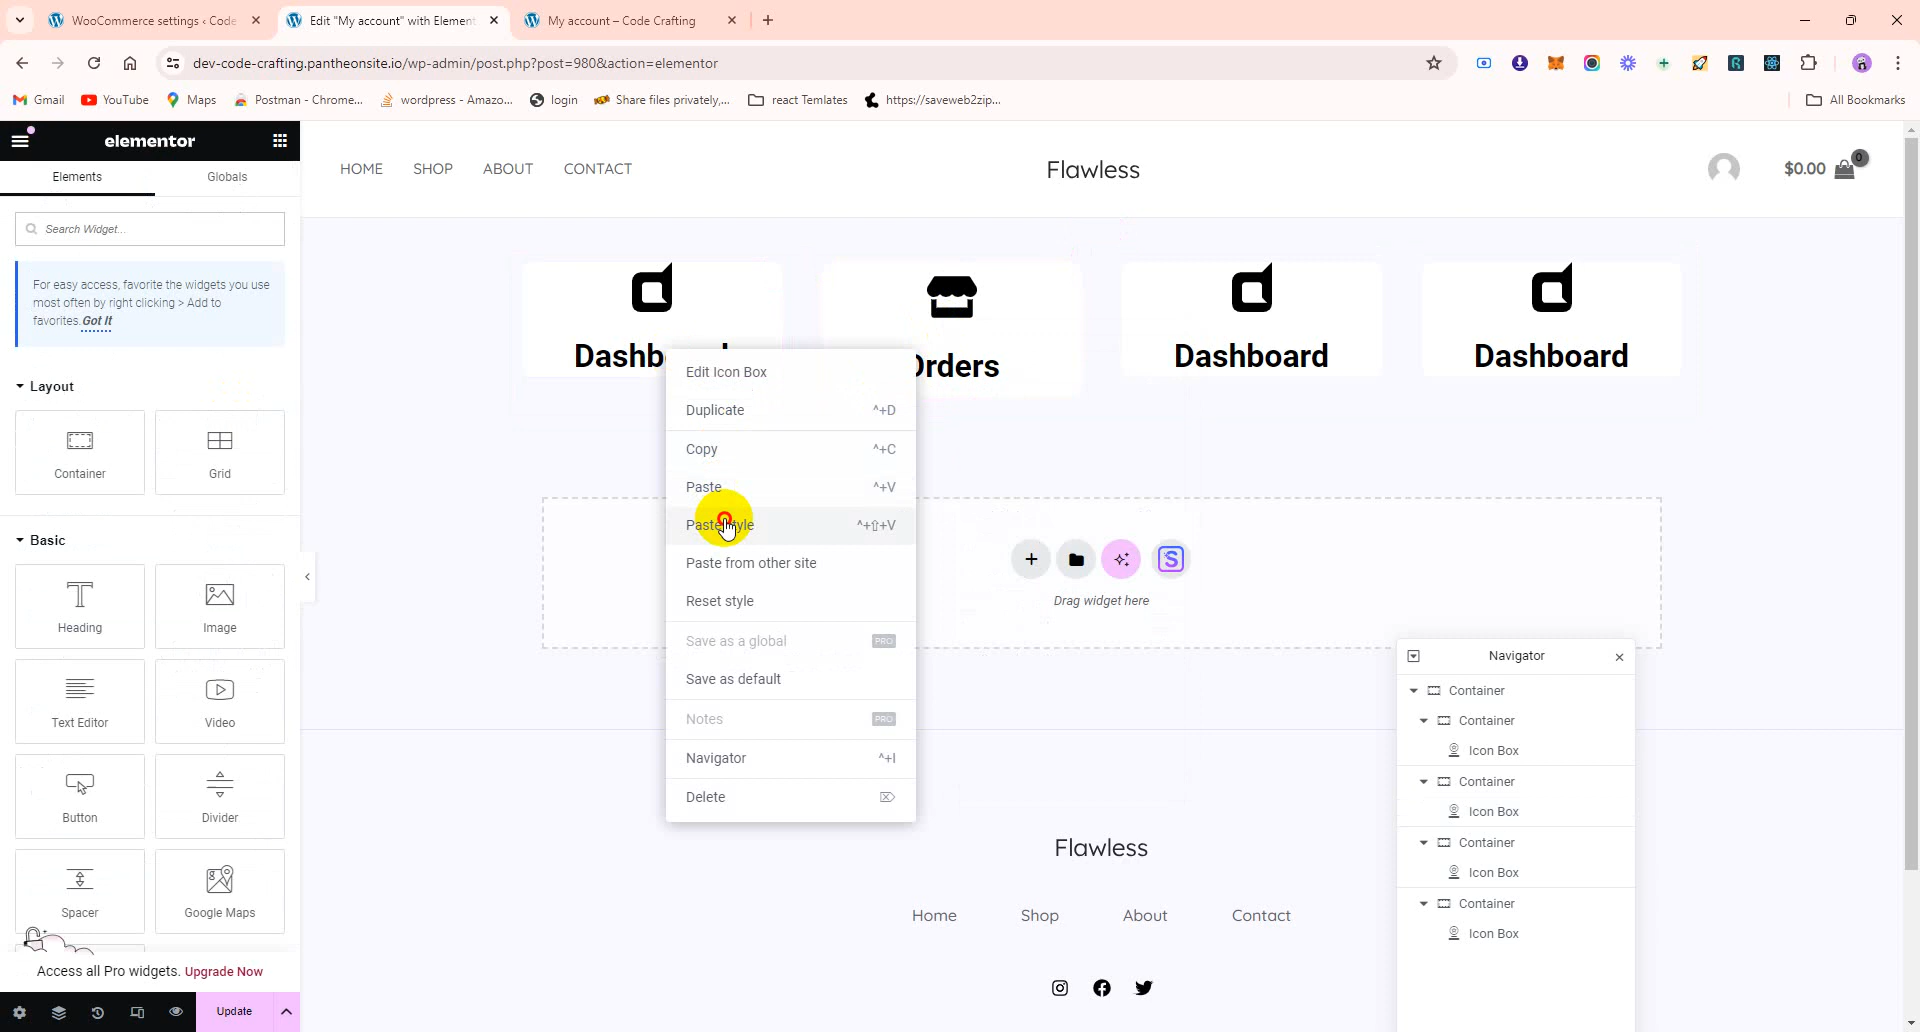 WooCommerce settings ‹ Code
Edit "My account" with Element
My account – Code Crafting
dev-code-crafting.pantheonsite.io/wp-admin/post.php?post=980&action=elementor
Gmail
YouTube
Maps
Postman - Chrome...
wordpress - Amazo...
login
Share files privately,...
react Temlates
https://saveweb2zip...
All Bookmarks
elementor
Elements
Globals
Search Widget...
For easy access, favorite the widgets you use
most often by right clicking > Add to
favorites. Got It
Layout
Container
Grid
Basic
Heading
Image
Text Editor
Video
Button
Divider
Spacer
Google Maps
Access all Pro widgets. Upgrade Now
Update
HOME
SHOP
ABOUT
CONTACT
Flawless
$0.00
0
Dashb
Orders
Dashboard
Dashboard
Edit Icon Box
Duplicate ^+D
Copy ^+C
Paste ^+V
Paste style ^+⇧+V
Paste from other site
Reset style
Save as a global PRO
Save as default
Notes PRO
Navigator ^+I
Delete
Drag widget here
Navigator
Container
Container
Icon Box
Container
Icon Box
Container
Icon Box
Container
Icon Box
Flawless
Home
Shop
About
Contact